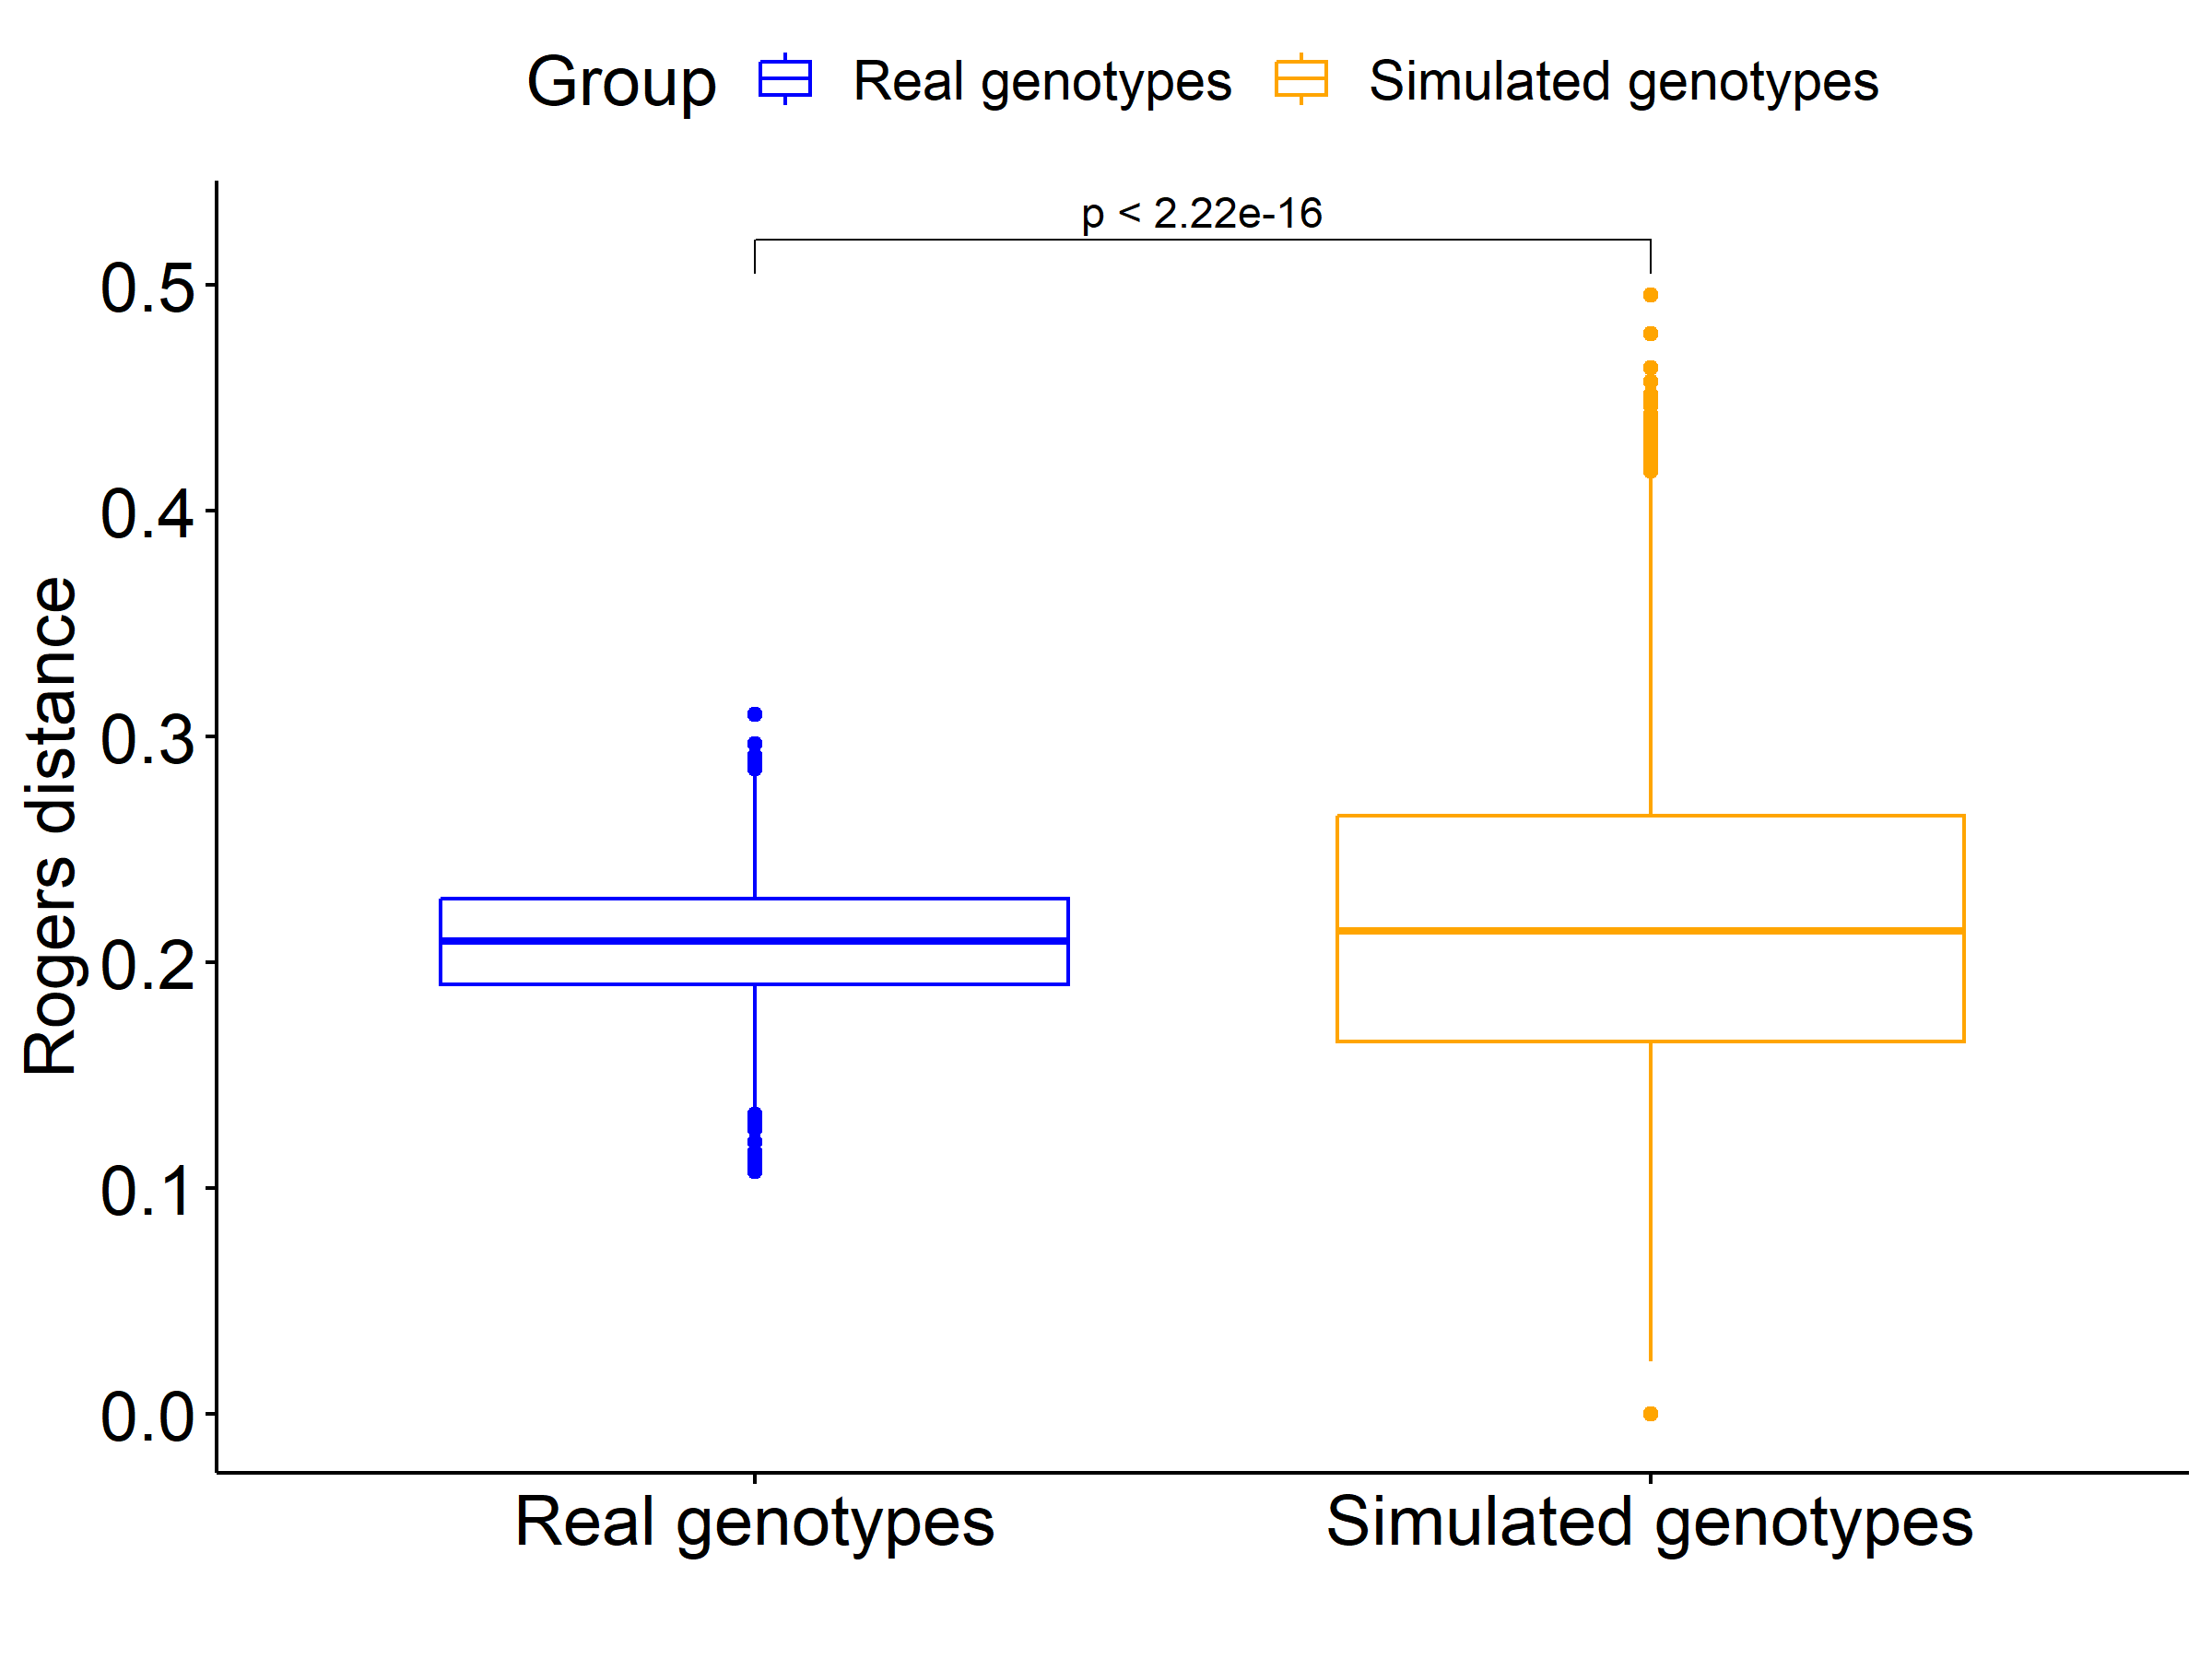 Group Real genotypes Simulated genotypes
p < 2.22e-16
0.5
0.4
0.3
0.2
0.1
0.0
Rogers distance
Real genotypes Simulated genotypes